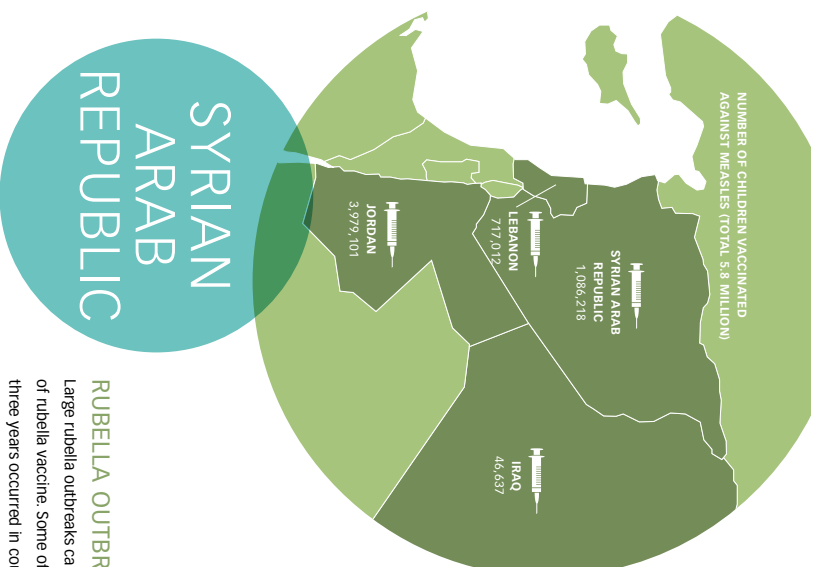 NUMBER OF CHILDREN VACCINATED
AGAINST MEASLES (TOTAL 5.8 MILLION)
SYRIAN ARAB
REPUBLIC
1,086,218
LEBANON
717,012
IRAQ
46,637
JORDAN
3,979,101
SYRIAN
ARAB
REPUBLIC
RUBELLA OUTBR
Large rubella outbreaks ca
of rubella vaccine. Some of
three years occurred in cou